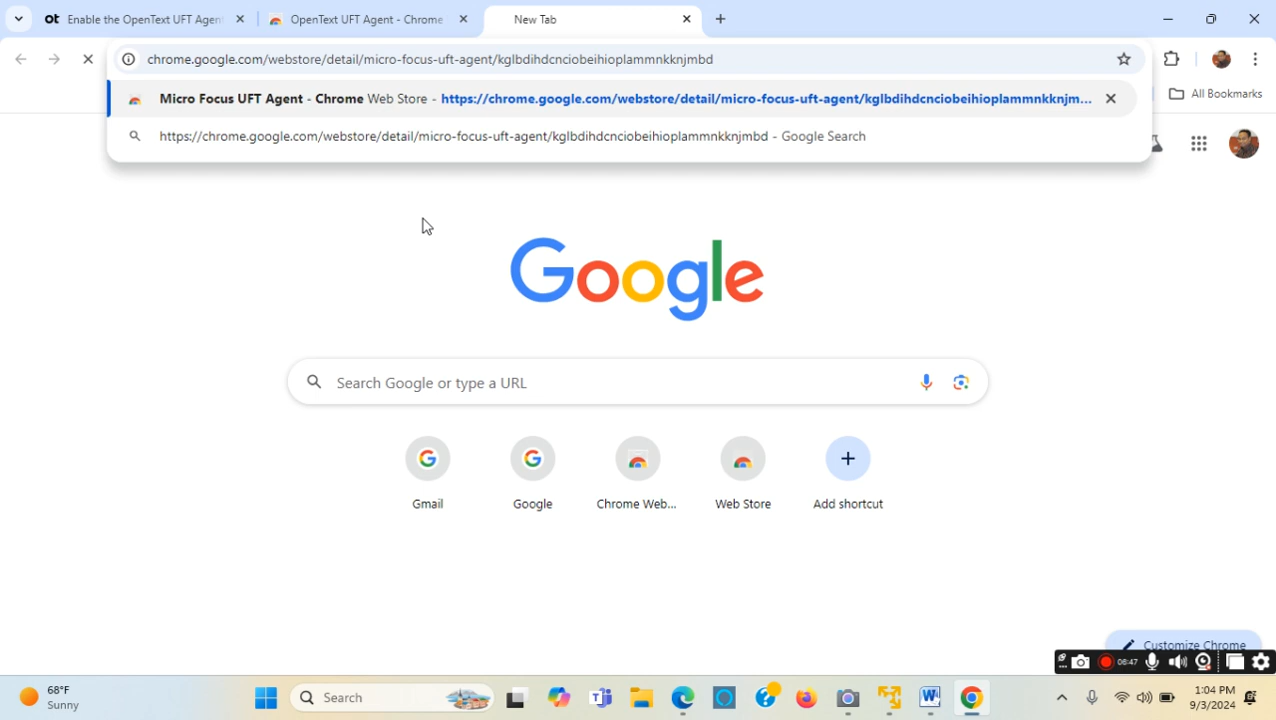 ot Enable the OpenText UFT Agen
OpenText UFT Agent - Chrome
New Tab
chrome.google.com/webstore/detail/micro-focus-uft-agent/kglbdihdcnciobeihioplammnkknjmbd
Micro Focus UFT Agent - Chrome Web Store - https://chrome.google.com/webstore/detail/micro-focus-uft-agent/kglbdihdcnciobeihioplammnkknjm...
All Bookmarks
https://chrome.google.com/webstore/detail/micro-focus-uft-agent/kglbdihdcnciobeihioplammnkknjmbd - Google Search
Google
Search Google or type a URL
Gmail
Google
Chrome Web...
Web Store
Add shortcut
Customize Chrome
08:47
68°F
Sunny
Search
1:04 PM
9/3/2024